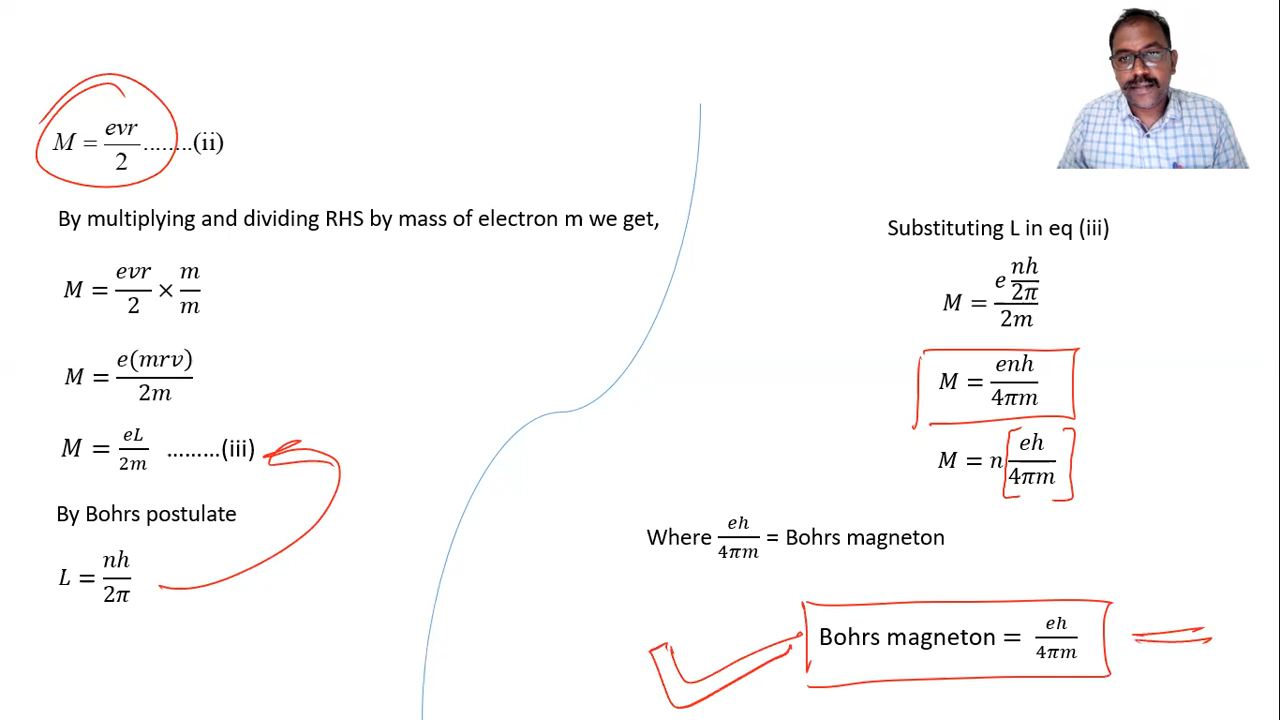 M = evr/2 ........(ii)
By multiplying and dividing RHS by mass of electron m we get,
M = evr/2 × m/m
M = e(mrv)/2m
M = eL/2m ………(iii)
By Bohrs postulate
L = nh/2π
Substituting L in eq (iii)
M = e nh/2π / 2m
M = enh/4πm
M = n[eh/4πm]
Where eh/4πm = Bohrs magneton
Bohrs magneton = eh/4πm